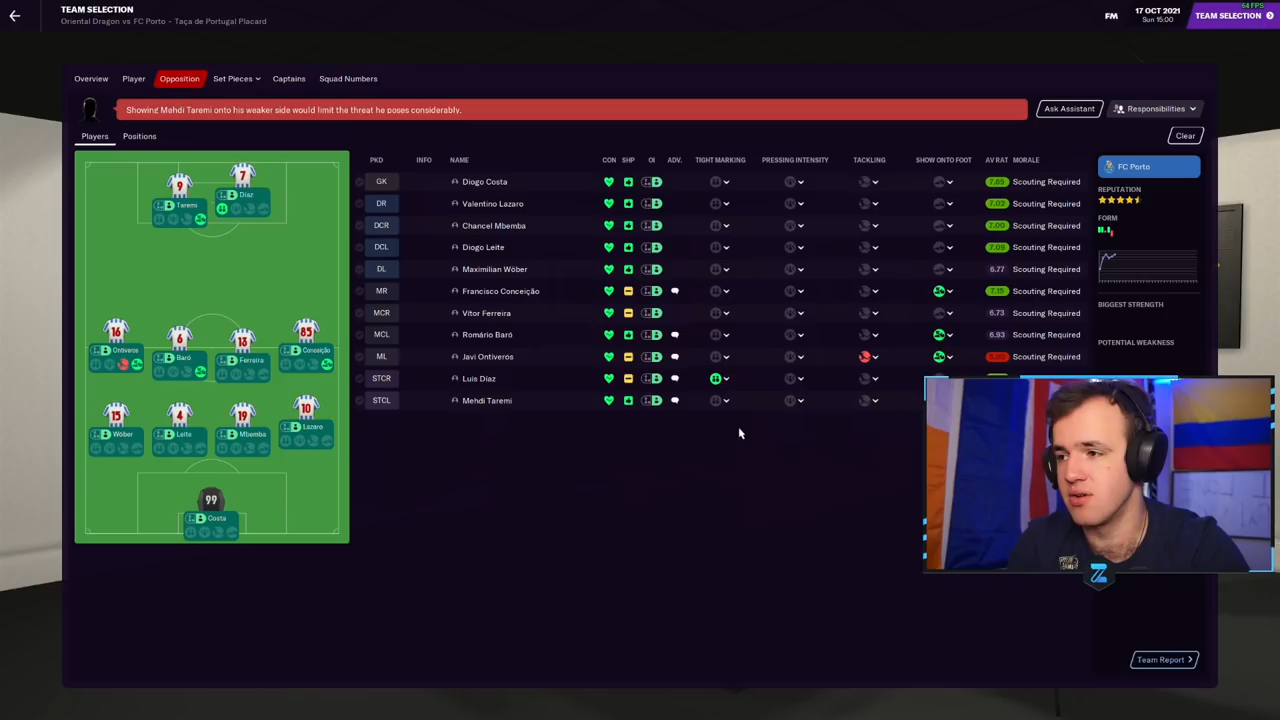 TEAM SELECTION
Oriental Dragon vs FC Porto - Taça de Portugal Placard
FM
17 OCT 2021
Sun 15:00
64 FPS
TEAM SELECTION
Overview Player Opposition Set Pieces Captains Squad Numbers
Showing Mehdi Taremi onto his weaker side would limit the threat he poses considerably.
Ask Assistant
Responsibilities
Players Positions
Clear
9 7
Taremi Díaz
16 6 13 85
Ontiveros Baró Ferreira Conceição
15 4 19 10
Wöber Leite Mbemba Lazaro
99
Costa
PKD INFO NAME CON SHP OI ADV. TIGHT MARKING PRESSING INTENSITY TACKLING SHOW ONTO FOOT AV RAT MORALE
GK Diogo Costa 7.65 Scouting Required
DR Valentino Lazaro 7.02 Scouting Required
DCR Chancel Mbemba 7.00 Scouting Required
DCL Diogo Leite 7.09 Scouting Required
DL Maximilian Wöber 6.77 Scouting Required
MR Francisco Conceição 7.15 Scouting Required
MCR Vitor Ferreira 6.73 Scouting Required
MCL Romário Baró 6.93 Scouting Required
ML Javi Ontiveros Scouting Required
STCR Luis Díaz
STCL Mehdi Taremi
FC Porto
REPUTATION
FORM
BIGGEST STRENGTH
POTENTIAL WEAKNESS
Team Report